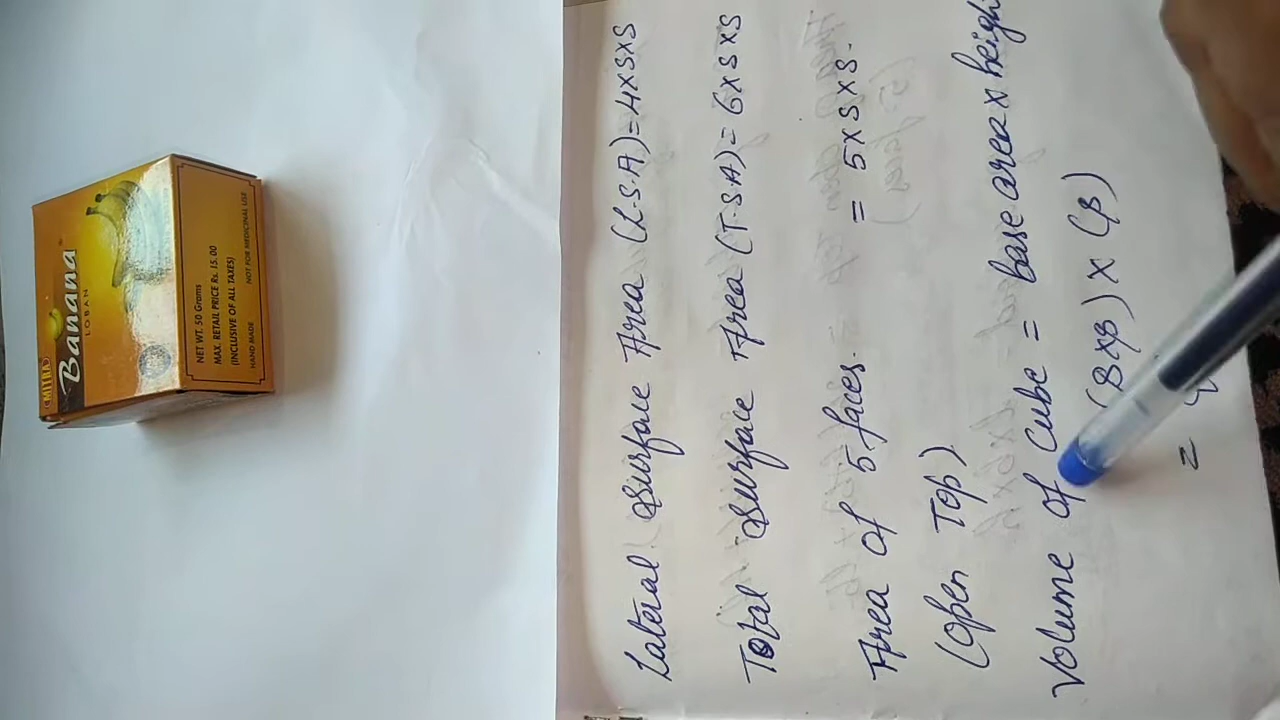 MITRA
Banana
LOBAN
NET WT. 50 Grams
MAX. RETAIL PRICE Rs. 15.00
(INCLUSIVE OF ALL TAXES)
HAND MADE NOT FOR MEDICINAL USE
Lateral Surface Area (L.S.A) = 4×S×S
Total Surface Area (T.S.A) = 6×S×S
Area of 5 faces = 5×S×S.
(Open Top)
Volume of Cube = base area × height
(S×S) × (S)
=